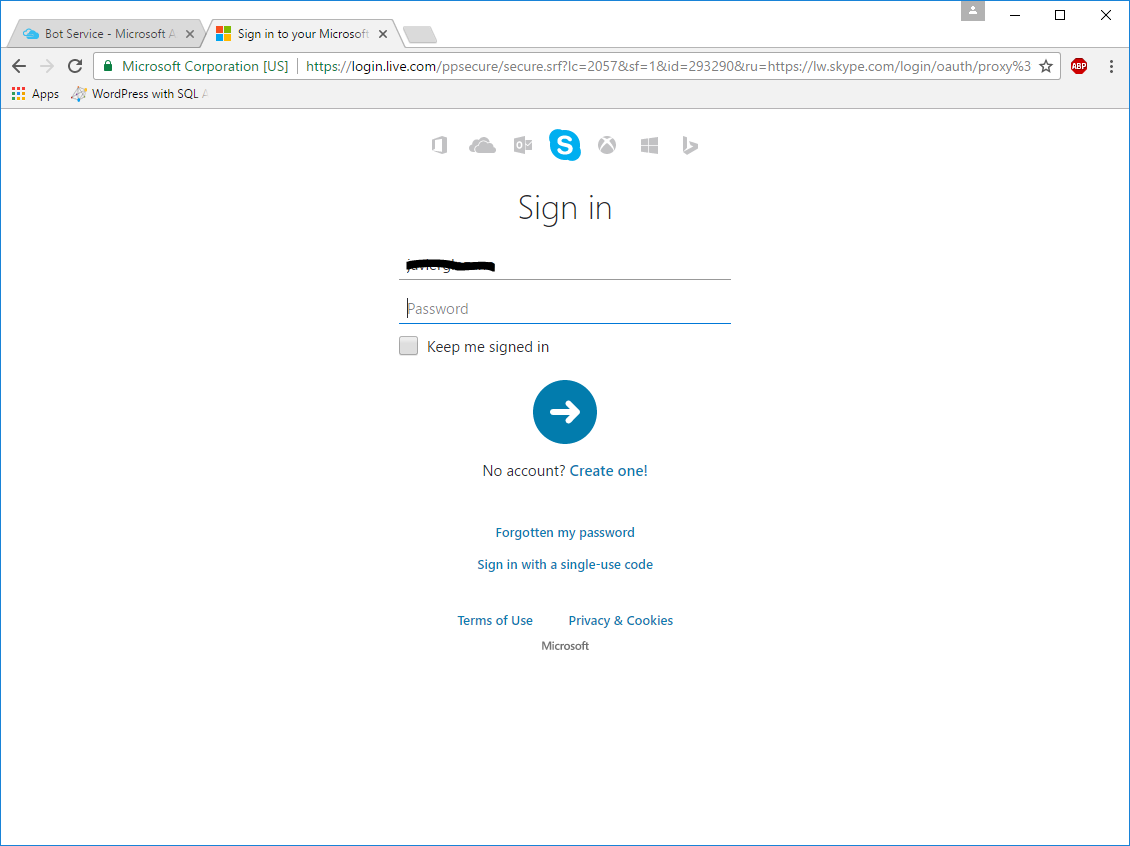 Bot Service - Microsoft A
Sign in to your Microsoft
Microsoft Corporation [US] https://login.live.com/ppsecure/secure.srf?lc=2057&sf=1&id=293290&ru=https://lw.skype.com/login/oauth/proxy%3
ABP
Apps WordPress with SQL A
S
Sign in
Password
Keep me signed in
No account? Create one!
Forgotten my password
Sign in with a single-use code
Terms of Use Privacy & Cookies
Microsoft